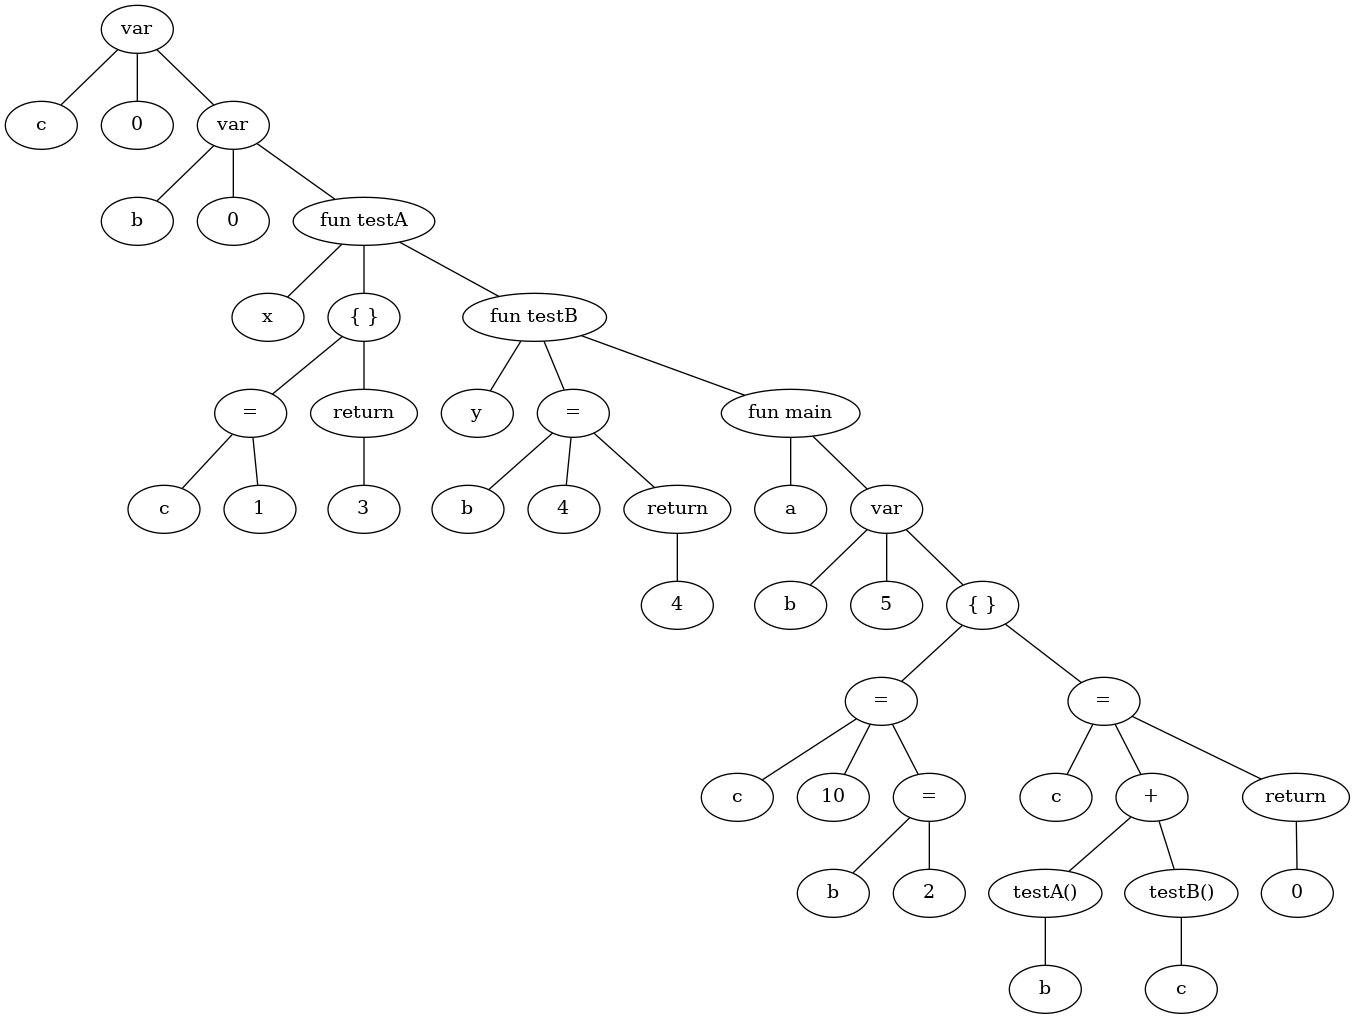 var
c 0 var
b 0 fun testA
x { } fun testB
= return y = fun main
c 1 3 b 4 return a var
4 b 5 { }
= =
c 10 = c + return
b 2 testA() testB() 0
b c